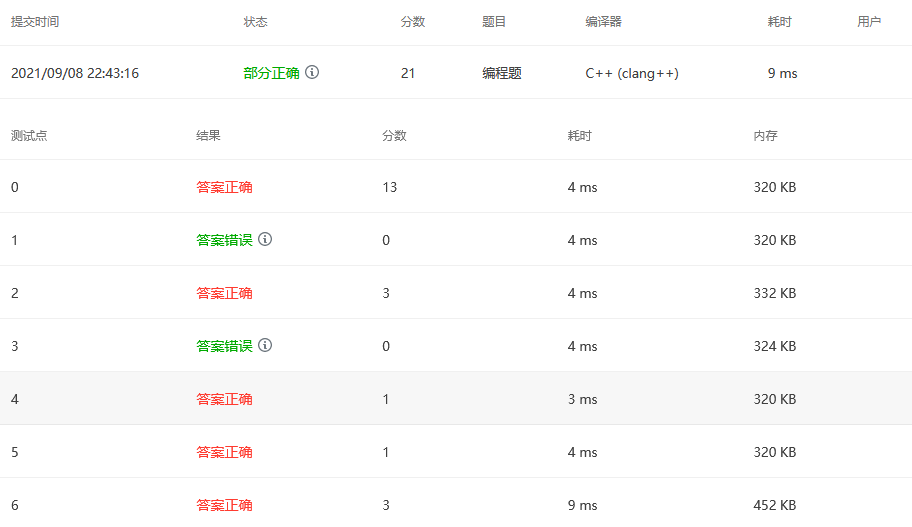 提交时间 状态 分数 题目 编译器 耗时 用户
2021/09/08 22:43:16 部分正确 21 编程题 C++ (clang++) 9 ms
测试点 结果 分数 耗时 内存
0 答案正确 13 4 ms 320 KB
1 答案错误 0 4 ms 320 KB
2 答案正确 3 4 ms 332 KB
3 答案错误 0 4 ms 324 KB
4 答案正确 1 3 ms 320 KB
5 答案正确 1 4 ms 320 KB
6 答案正确 3 9 ms 452 KB